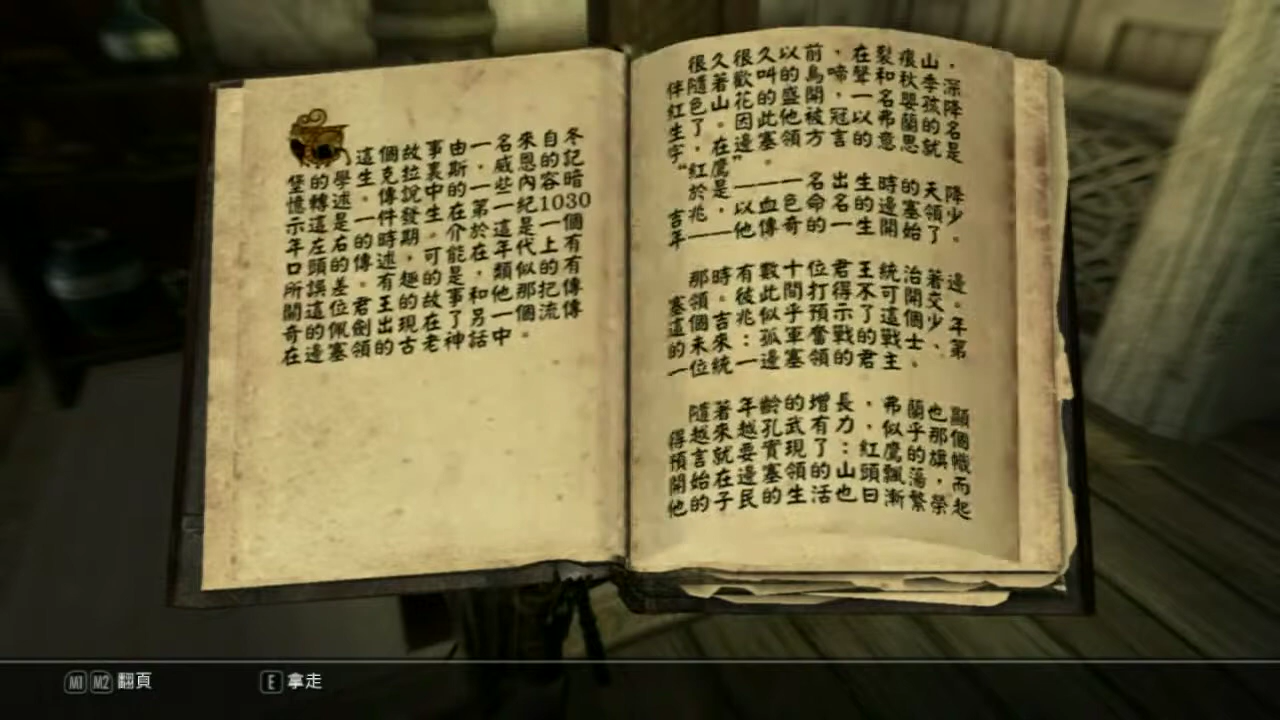 這個故事由一名來自冬
堡的學生克拉斯，威恩的記
憶轉述。傳說中的一些內容暗
示這是一件發生在第一紀1030
年左右的時期。介於這是一個
口頭的傳述，可能在年代上有
所誤差。有趣的是，類似的有
聞這位君王的故事和他那把傳
奇的佩劍出現在了另一個流傳
在邊塞領的古老神話中。
很久很久以前，在裂痕山，
伴隨著歡叫的鳥啼聲和秋季深
紅色山花的盛開，一名嬰孩降
生了。因此他被冠以弗蘭的名
字，在邊塞領方言的意思就是
“紅鷹”。
於是，——一名出生時的天降
吉兆——以血色命名的邊塞領少
年——他傳奇的一生開始了。
那時有數十位君王統治著邊
塞領。彼此間打得不可開交。
這個吉兆似乎預示了這個少年
的未來：孤軍奮戰的戰士、第
一位統一邊塞領的君主。
隨著年齡的增長，弗蘭也顯
得越來越孔武有力，似乎那個
預言就要實現了：紅鷹的旗幟
開始在邊塞領的山頭飄蕩，而
他的子民的生活也日漸繁榮起
M1 M2 翻頁
E 拿走